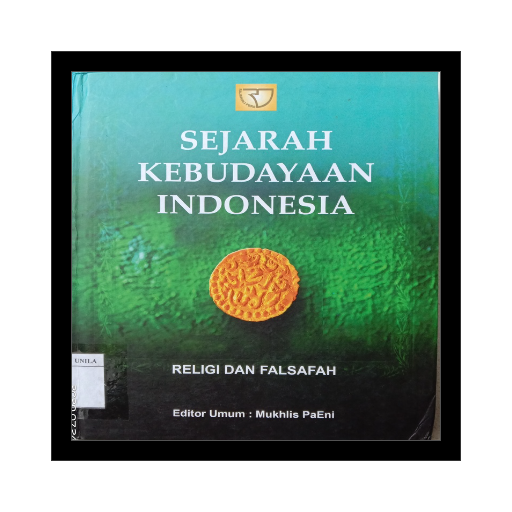 SEJARAH
KEBUDAYAAN
INDONESIA
RELIGI DAN FALSAFAH
UNILA
Editor Umum : Mukhlis PaEni